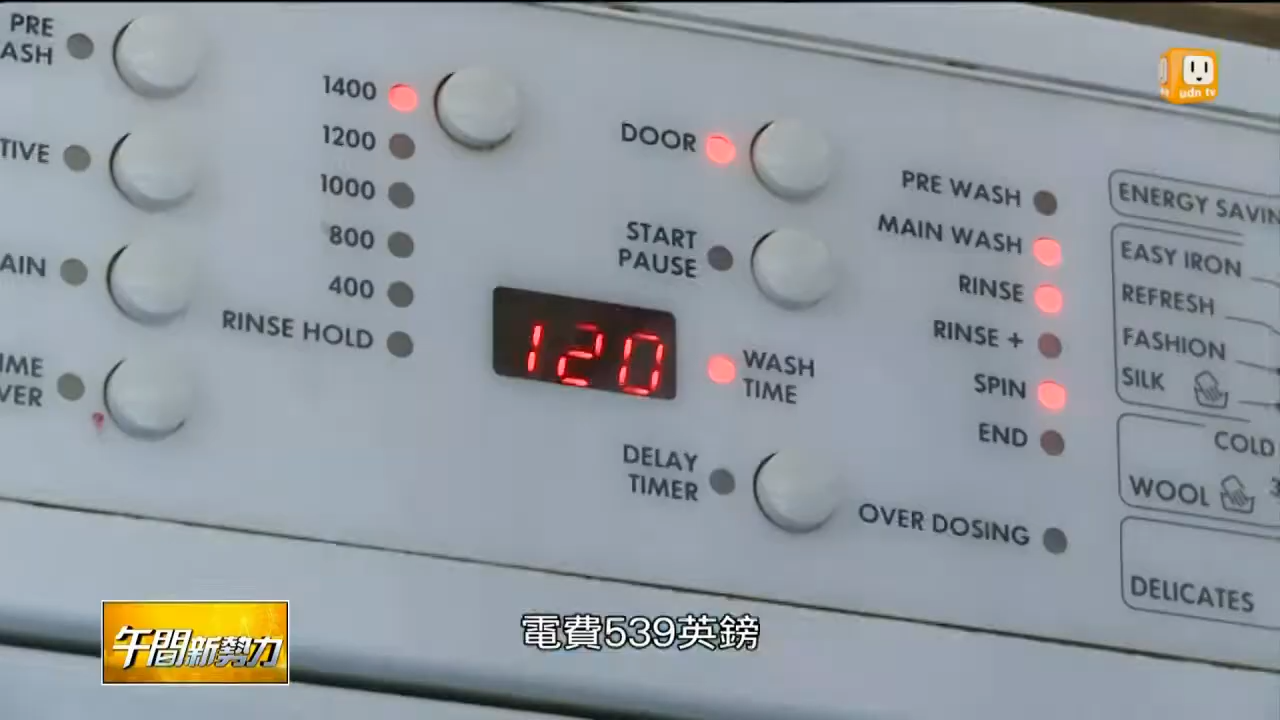 PRE
ASH
TIVE
AIN
IME
VER
1400
1200
1000
800
400
RINSE HOLD
DOOR
START
PAUSE
120
WASH
TIME
DELAY
TIMER
PRE WASH
MAIN WASH
RINSE
RINSE +
SPIN
END
OVER DOSING
ENERGY SAVIN
EASY IRON
REFRESH
FASHION
SILK
COLD
WOOL
DELICATES
udn tv
電費539英鎊
午間新勢力